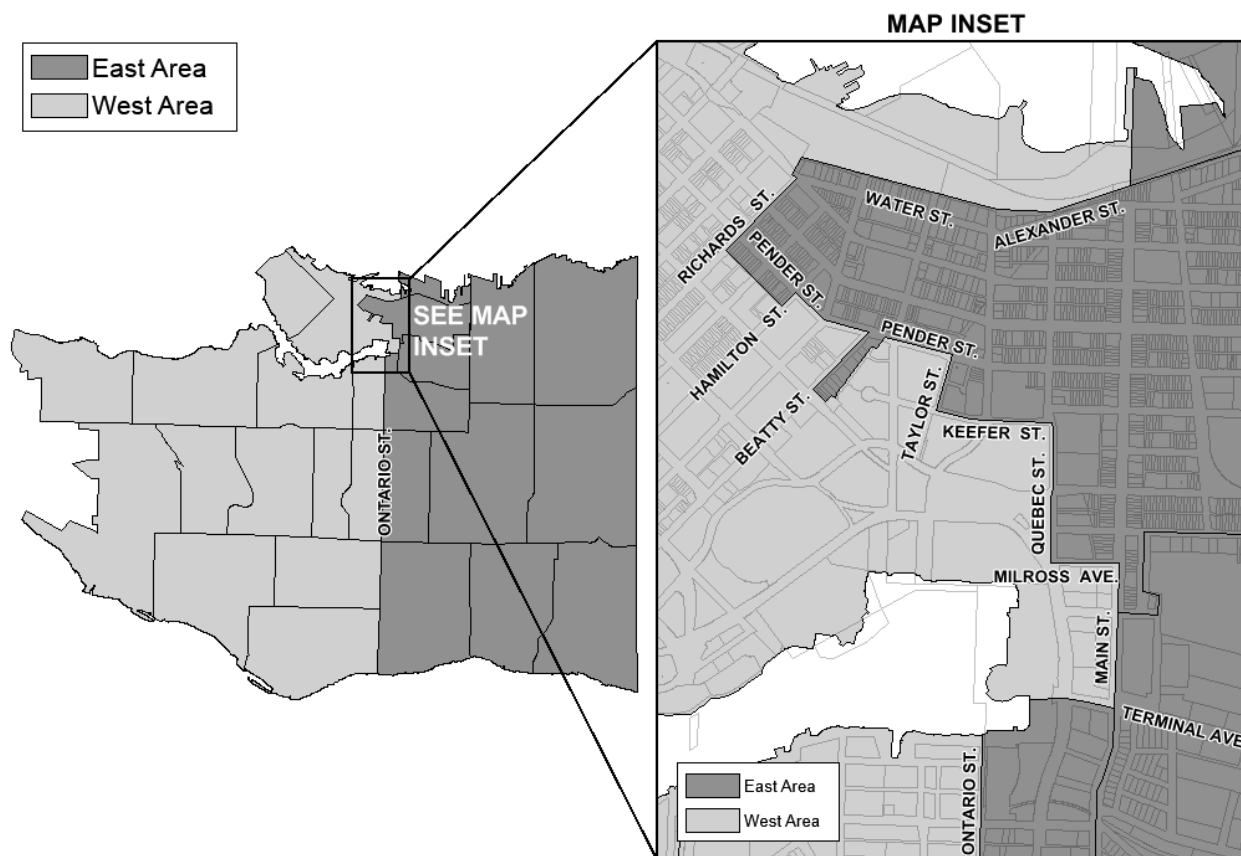 MAP INSET
East Area
West Area
SEE MAP
INSET
ONTARIO ST.
RICHARDS ST.
WATER ST.
ALEXANDER ST.
PENDER ST.
HAMILTON ST.
PENDER ST.
BEATTY ST.
TAYLOR ST.
KEEFER ST.
QUEBEC ST.
MILROSS AVE.
MAIN ST.
TERMINAL AVE
ONTARIO ST.
East Area
West Area